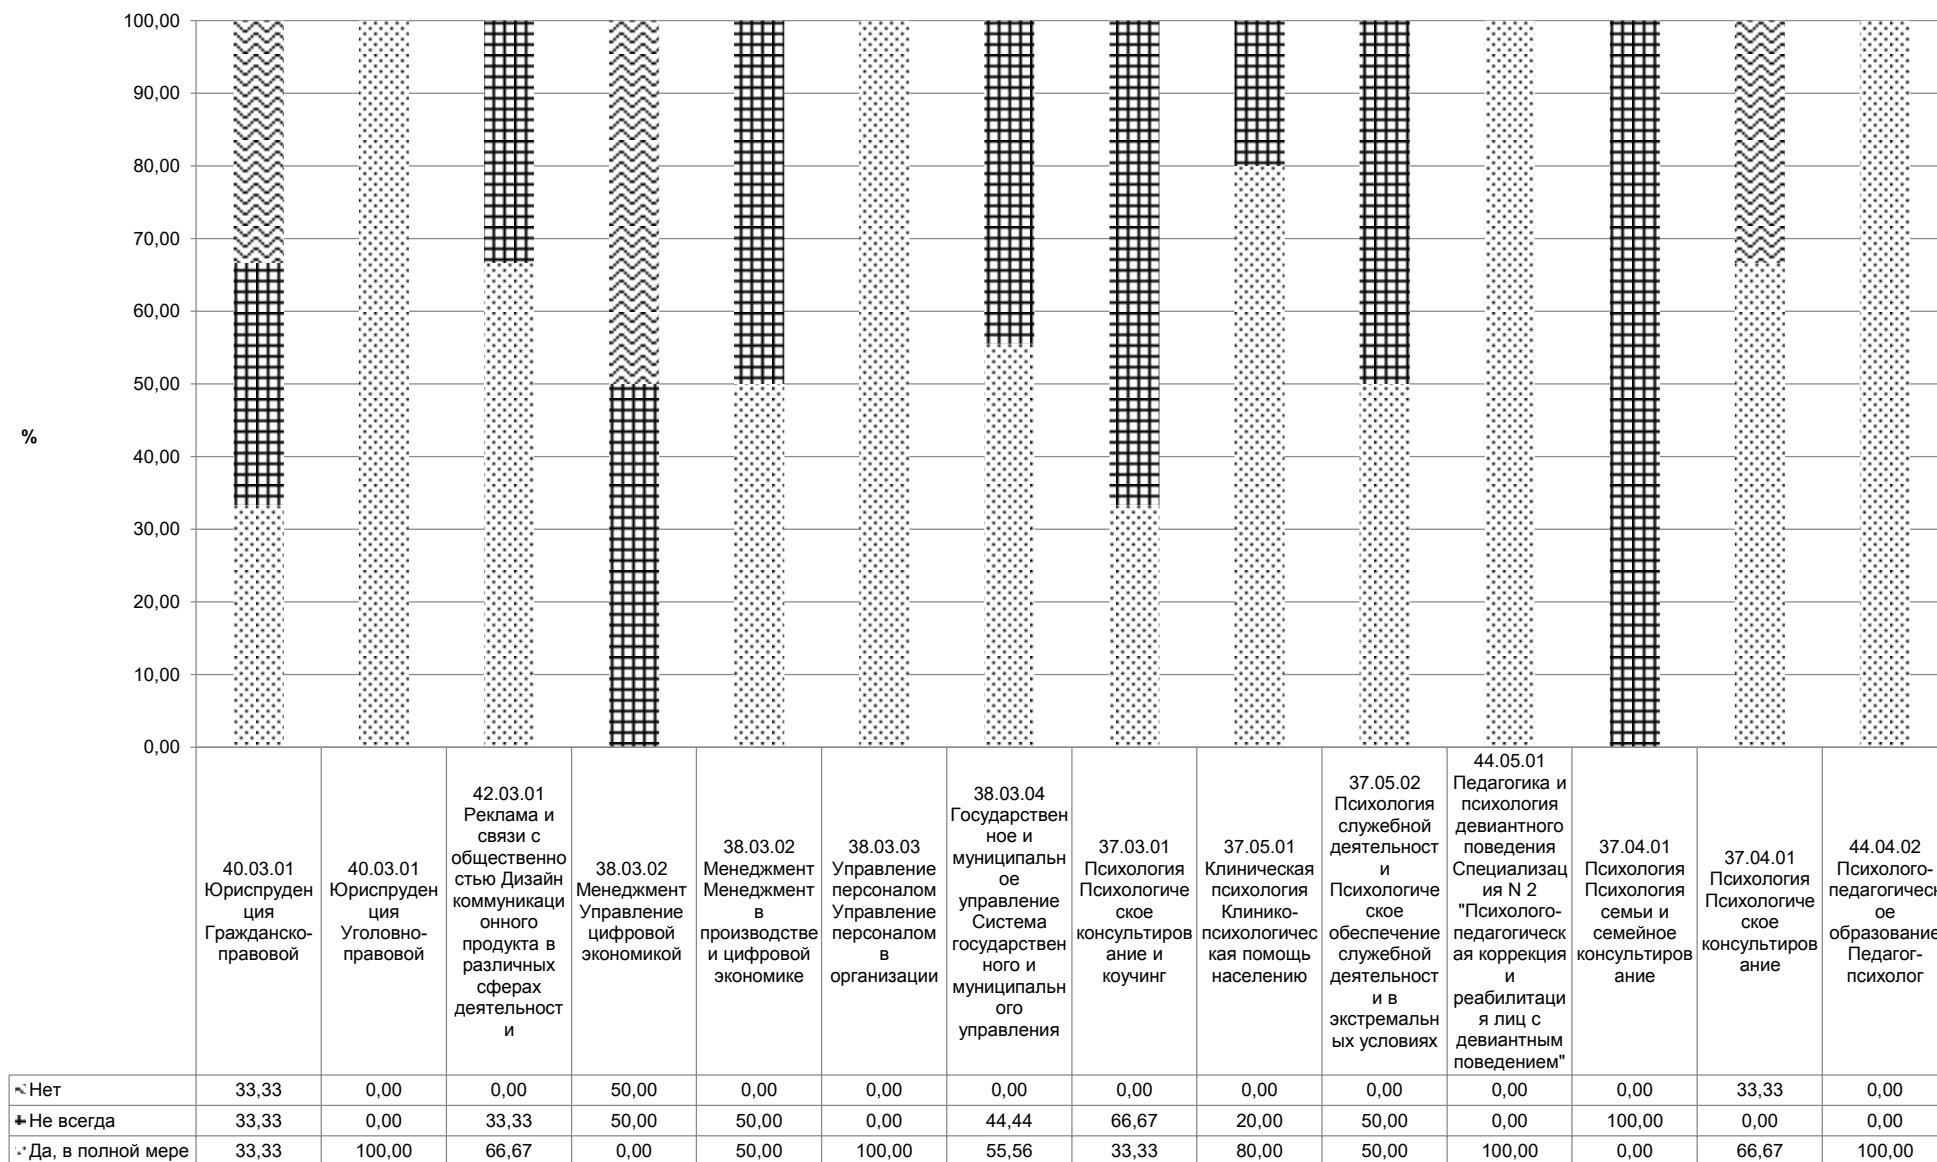 100,00
90,00
80,00
70,00
60,00
50,00
40,00
30,00
20,00
10,00
0,00
%
40.03.01
Юриспруден
ция
Гражданско-
правовой
40.03.01
Юриспруден
ция
Уголовно-
правовой
42.03.01
Реклама и
связи с
общественно
стью Дизайн
коммуникаци
онного
продукта в
различных
сферах
деятельност
и
38.03.02
Менеджмент
Управление
цифровой
экономикой
38.03.02
Менеджмент
Менеджмент
в
производстве
и цифровой
экономике
38.03.03
Управление
персоналом
Управление
персоналом
в
организации
38.03.04
Государствен
ное и
муниципальн
ое
управление
Система
государствен
ного и
муниципальн
ого
управления
37.03.01
Психология
Психологиче
ское
консультиров
ание и
коучинг
37.05.01
Клиническая
психология
Клинико-
психологичес
кая помощь
населению
37.05.02
Психология
служебной
деятельност
и
Психологиче
ское
обеспечение
служебной
деятельност
и в
экстремальн
ых условиях
44.05.01
Педагогика и
психология
девиантного
поведения
Специализац
ия N 2
"Психолого-
педагогическ
ая коррекция
и
реабилитаци
я лиц с
девиантным
поведением"
37.04.01
Психология
Психология
семьи и
семейное
консультиров
ание
37.04.01
Психология
Психологиче
ское
консультиров
ание
44.04.02
Психолого-
педагогическ
ое
образование
Педагог-
психолог
Нет 33,33 0,00 0,00 50,00 0,00 0,00 0,00 0,00 0,00 0,00 0,00 0,00 33,33 0,00
Не всегда 33,33 0,00 33,33 50,00 50,00 0,00 44,44 66,67 20,00 50,00 0,00 100,00 0,00 0,00
Да, в полной мере 33,33 100,00 66,67 0,00 50,00 100,00 55,56 33,33 80,00 50,00 100,00 0,00 66,67 100,00